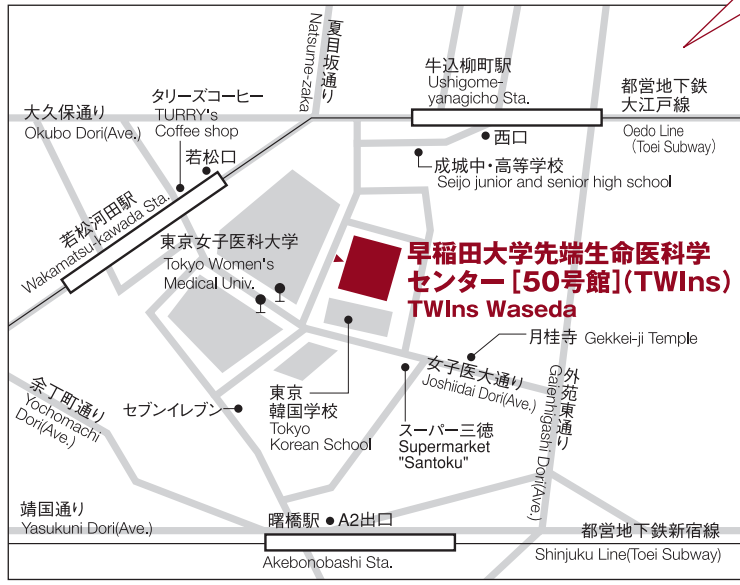 夏目坂通り
Natsume-zaka
牛込柳町駅
Ushigome-
yanagicho Sta.
都営地下鉄
大江戸線
Oedo Line
(Toei Subway)
大久保通り
Okubo Dori(Ave.)
タリーズコーヒー
TURRY's
Coffee shop
若松口
西口
成城中・高等学校
Seijo junior and senior high school
若松河田駅
Wakamatsu-kawada Sta.
東京女子医科大学
Tokyo Women's
Medical Univ.
早稲田大学先端生命医科学
センター[50号館](TWIns)
TWIns Waseda
月桂寺 Gekkei-ji Temple
女子医大通り
Joshiidai Dori(Ave.)
外苑東通り
Gaienhigashi Dori(Ave.)
余丁町通り
Yochomachi
Dori(Ave.)
セブンイレブン
東京
韓国学校
Tokyo
Korean School
スーパー三徳
Supermarket
"Santoku"
靖国通り
Yasukuni Dori(Ave.)
曙橋駅
A2出口
Akebonobashi Sta.
都営地下鉄新宿線
Shinjuku Line(Toei Subway)